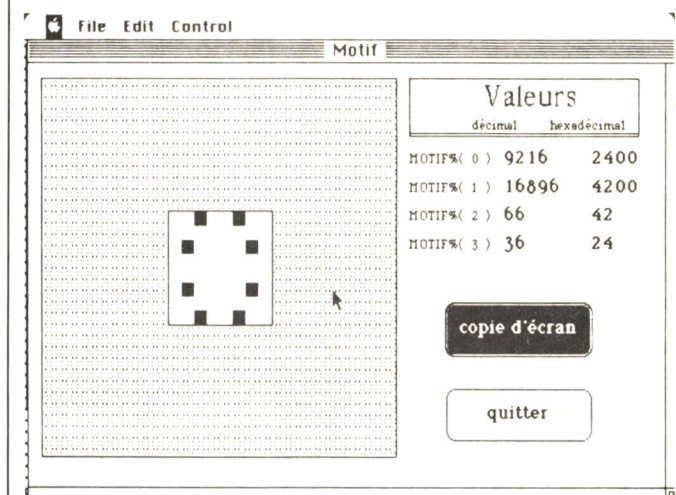 File Edit Control
Motif
Valeurs
décimal hexadécimal
MOTIF%( 0 ) 9216 2400
MOTIF%( 1 ) 16896 4200
MOTIF%( 2 ) 66 42
MOTIF%( 3 ) 36 24
copie d'écran
quitter